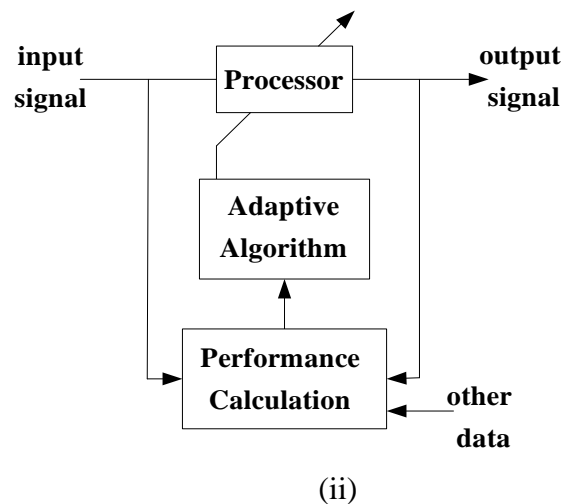 input
signal
Processor
output
signal
Adaptive
Algorithm
Performance
Calculation
other
data
(ii)